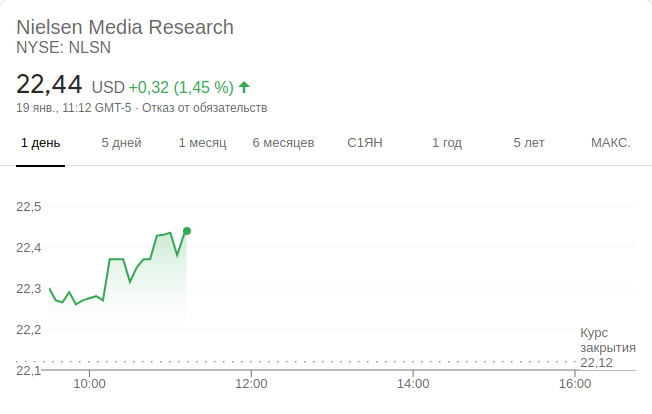 Nielsen Media Research
NYSE: NLSN
22,44 USD +0,32 (1,45 %)
19 янв., 11:12 GMT-5 · Отказ от обязательств
1 день 5 дней 1 месяц 6 месяцев С1ЯН 1 год 5 лет МАКС.
22,5
22,4
22,3
22,2
22,1
Курс
закрытия
22,12
10:00 12:00 14:00 16:00